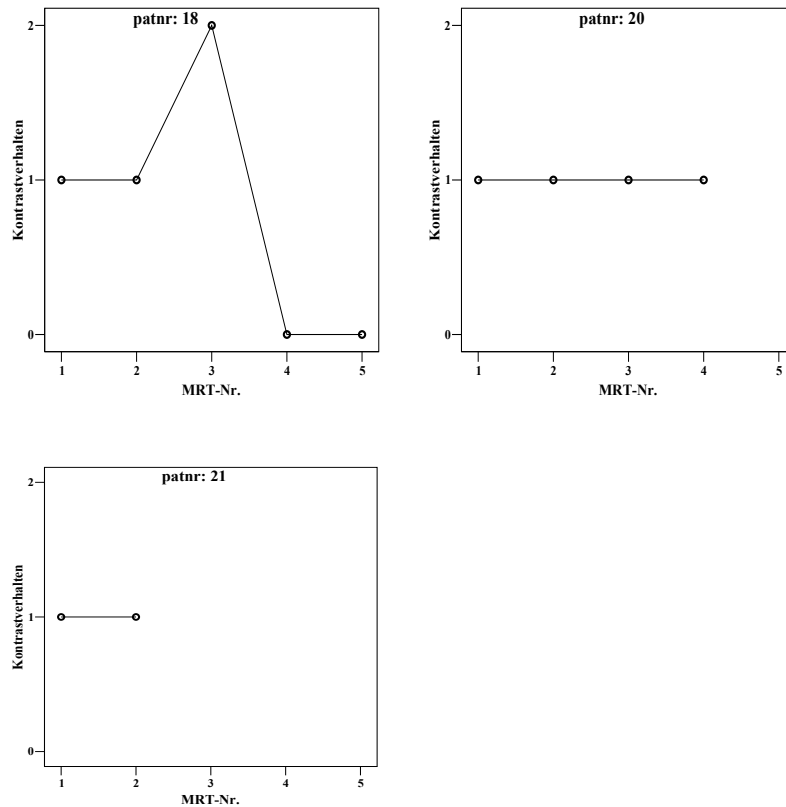 patnr: 18
Kontrastverhalten
2
1
0
1 2 3 4 5
MRT-Nr.
patnr: 20
Kontrastverhalten
2
1
0
1 2 3 4 5
MRT-Nr.
patnr: 21
Kontrastverhalten
2
1
0
1 2 3 4 5
MRT-Nr.